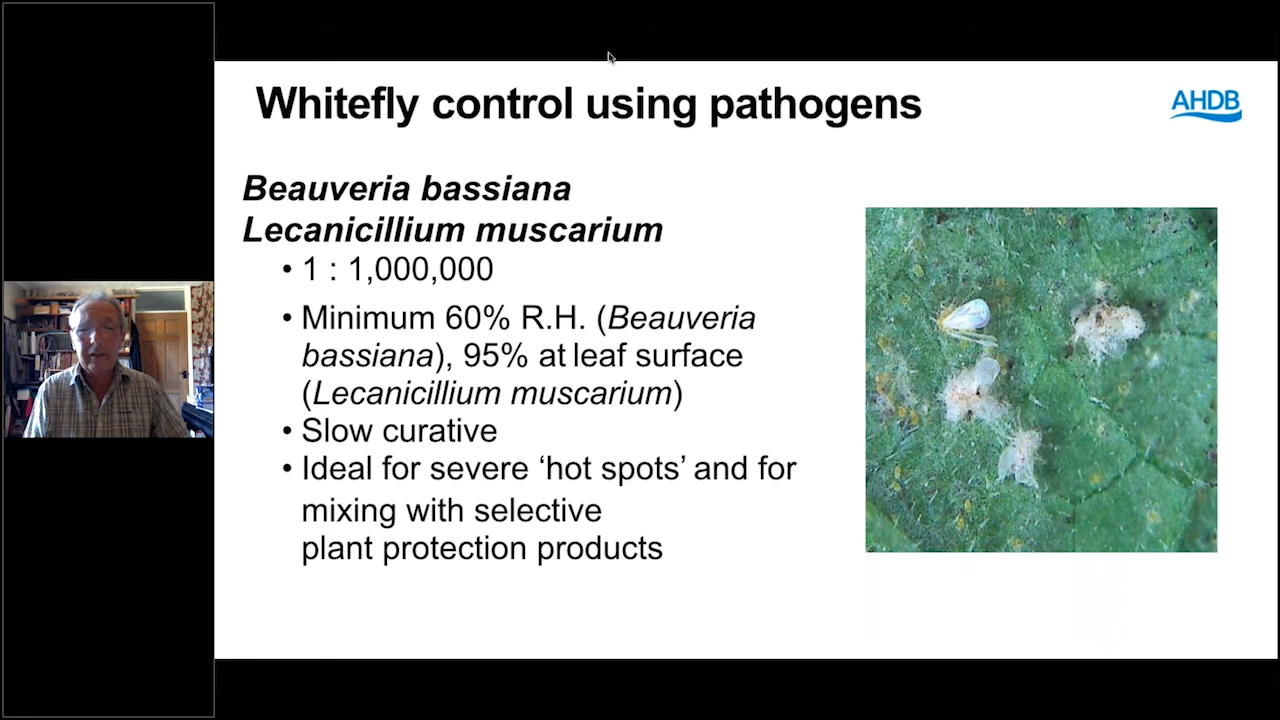 Whitefly control using pathogens
AHDB
Beauveria bassiana
Lecanicillium muscarium
• 1 : 1,000,000
• Minimum 60% R.H. (Beauveria
bassiana), 95% at leaf surface
(Lecanicillium muscarium)
• Slow curative
• Ideal for severe ‘hot spots’ and for
mixing with selective
plant protection products